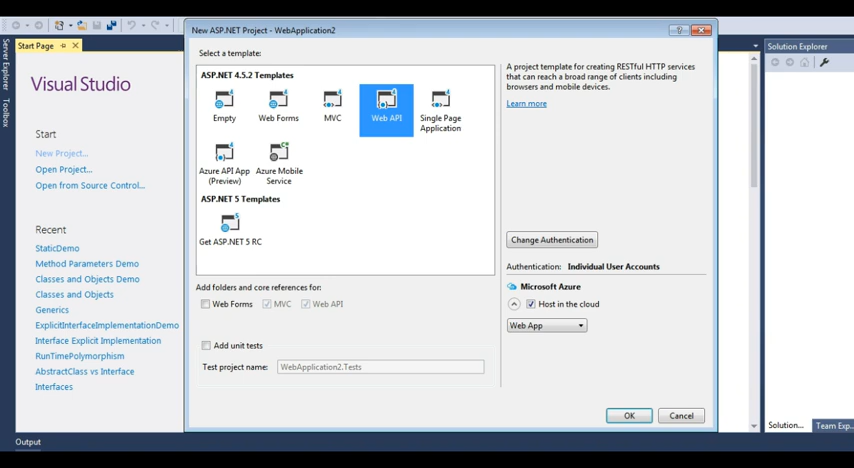 New ASP.NET Project - WebApplication2
Start Page
Solution Explorer
Server Explorer
Toolbox
Visual Studio
Start
New Project...
Open Project...
Open from Source Control...
Recent
StaticDemo
Method Parameters Demo
Classes and Objects Demo
Classes and Objects
Generics
ExplicitInterfaceImplementationDemo
Interface Explicit Implementation
RunTimePolymorphism
AbstractClass vs Interface
Interfaces
Select a template:
ASP.NET 4.5.2 Templates
Empty
Web Forms
MVC
Web API
Single Page
Application
Azure API App
(Preview)
Azure Mobile
Service
ASP.NET 5 Templates
Get ASP.NET 5 RC
A project template for creating RESTful HTTP services
that can reach a broad range of clients including
browsers and mobile devices.
Learn more
Change Authentication
Authentication: Individual User Accounts
Microsoft Azure
Host in the cloud
Web App
Add folders and core references for:
Web Forms MVC Web API
Add unit tests
Test project name: WebApplication2.Tests
OK Cancel
Solution... Team Exp...
Output